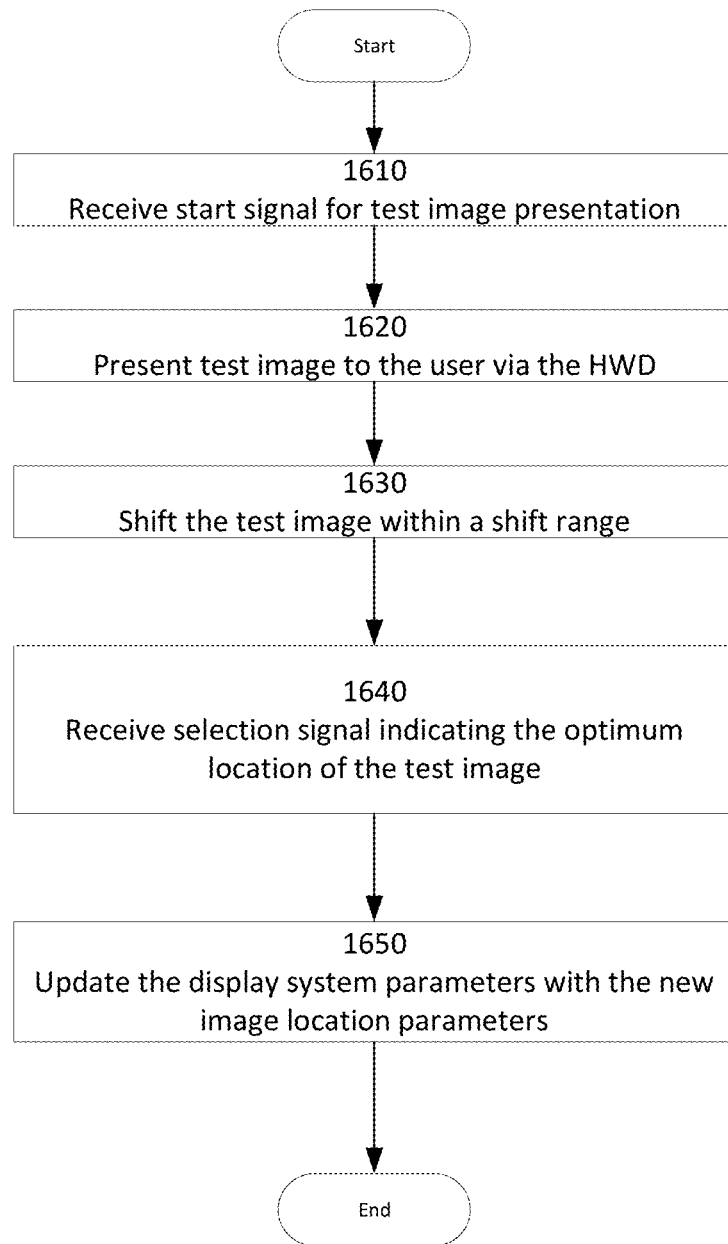 Start
1610
Receive start signal for test image presentation
1620
Present test image to the user via the HWD
1630
Shift the test image within a shift range
1640
Receive selection signal indicating the optimum
location of the test image
1650
Update the display system parameters with the new
image location parameters
End